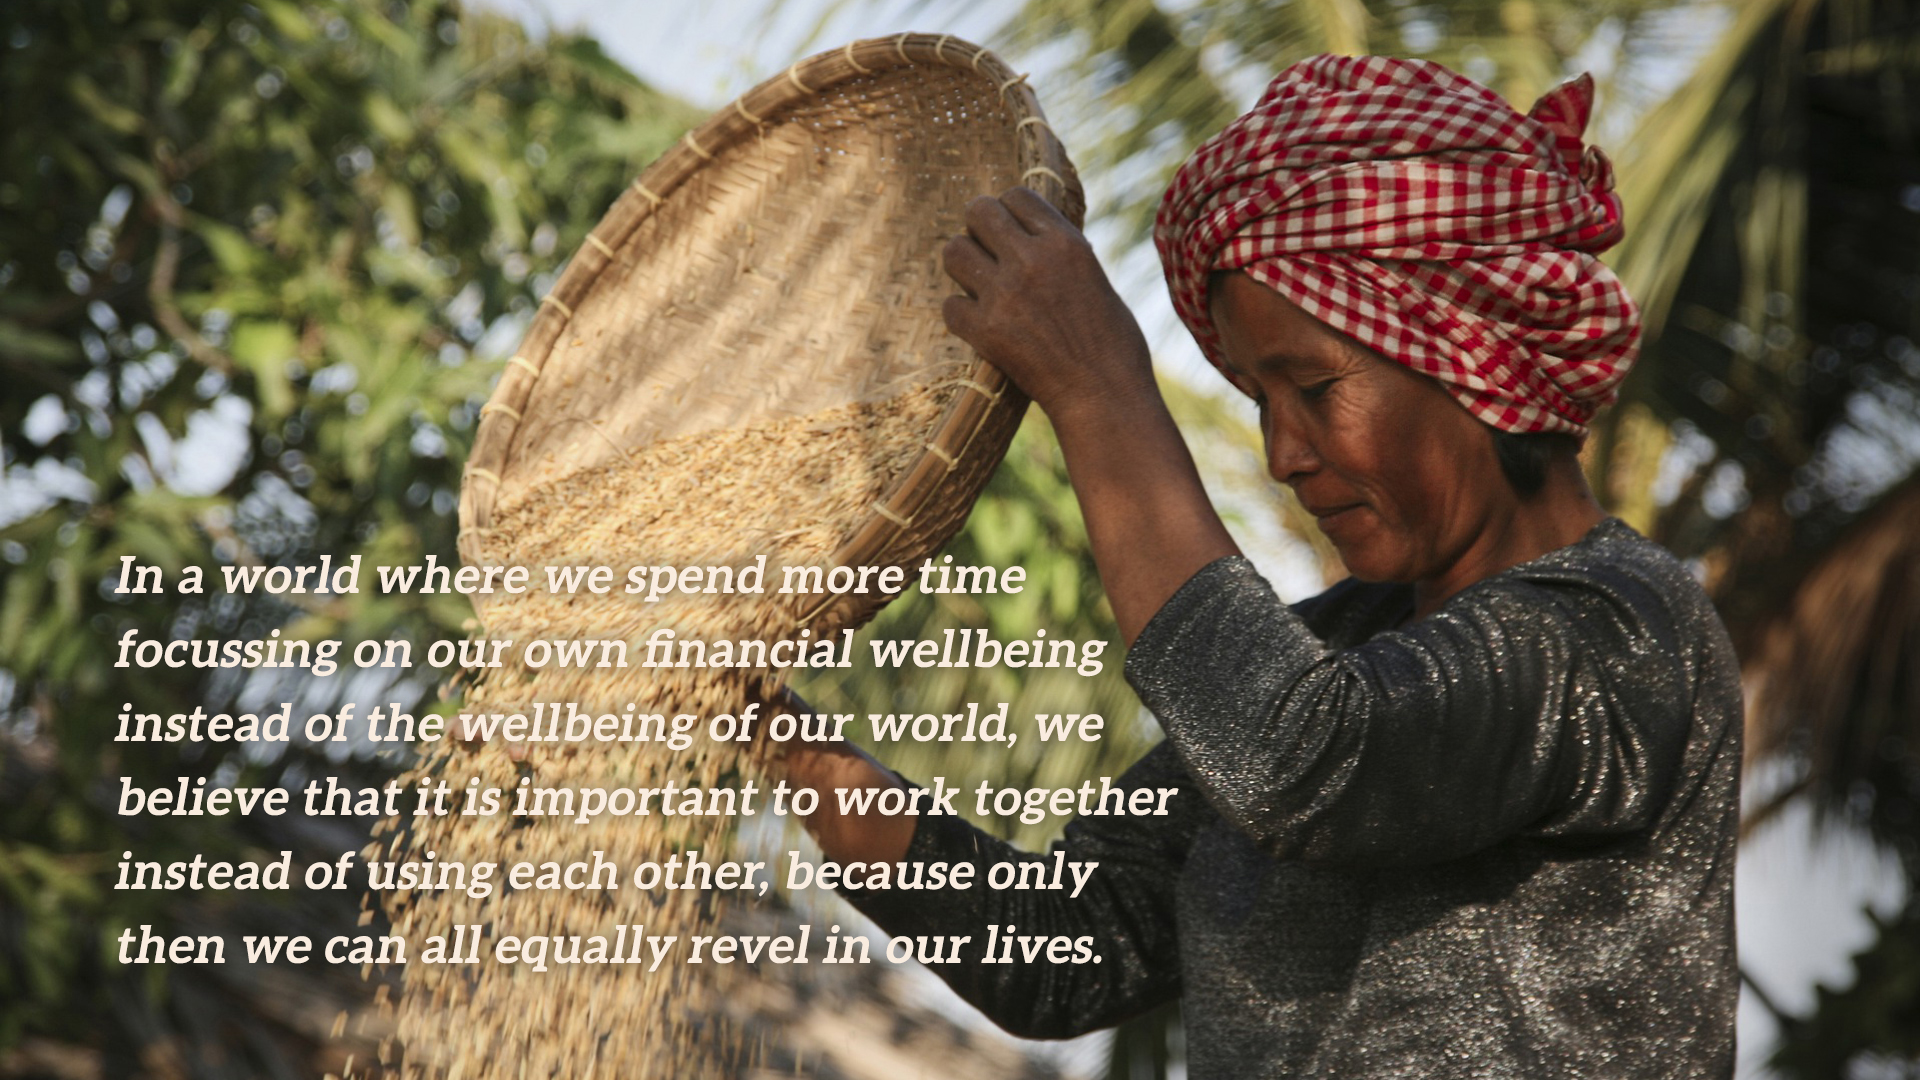 In a world where we spend more time
focussing on our own financial wellbeing
instead of the wellbeing of our world, we
believe that it is important to work together
instead of using each other, because only
then we can all equally revel in our lives.